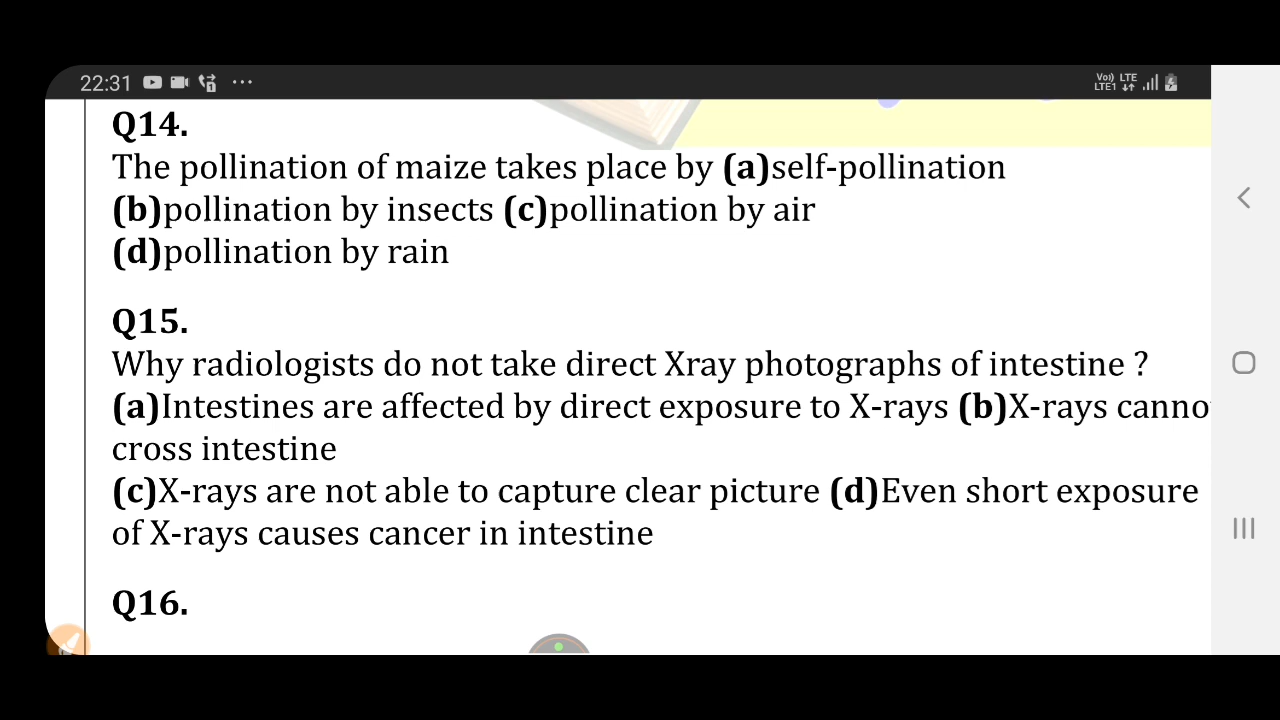 22:31
Vo) LTE
LTE1
Q14.
The pollination of maize takes place by (a)self-pollination
(b)pollination by insects (c)pollination by air
(d)pollination by rain
Q15.
Why radiologists do not take direct Xray photographs of intestine ?
(a)Intestines are affected by direct exposure to X-rays (b)X-rays canno
cross intestine
(c)X-rays are not able to capture clear picture (d)Even short exposure
of X-rays causes cancer in intestine
Q16.